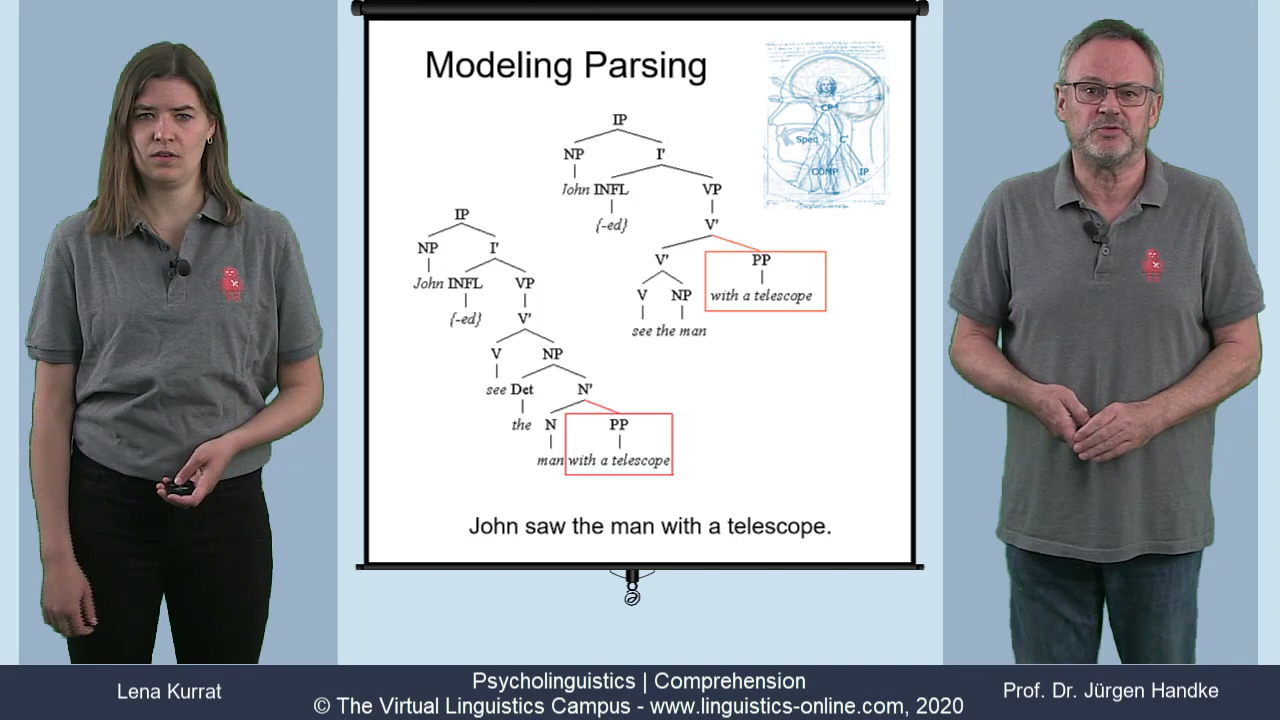 Modeling Parsing
CP
Spec C'
COMP IP
IP
NP I'
John INFL VP
{-ed} V'
V' PP
V NP with a telescope
see the man
IP
NP I'
John INFL VP
{-ed} V'
V NP
see Det N'
the N PP
man with a telescope
John saw the man with a telescope.
Lena Kurrat
Psycholinguistics | Comprehension
© The Virtual Linguistics Campus - www.linguistics-online.com, 2020
Prof. Dr. Jürgen Handke